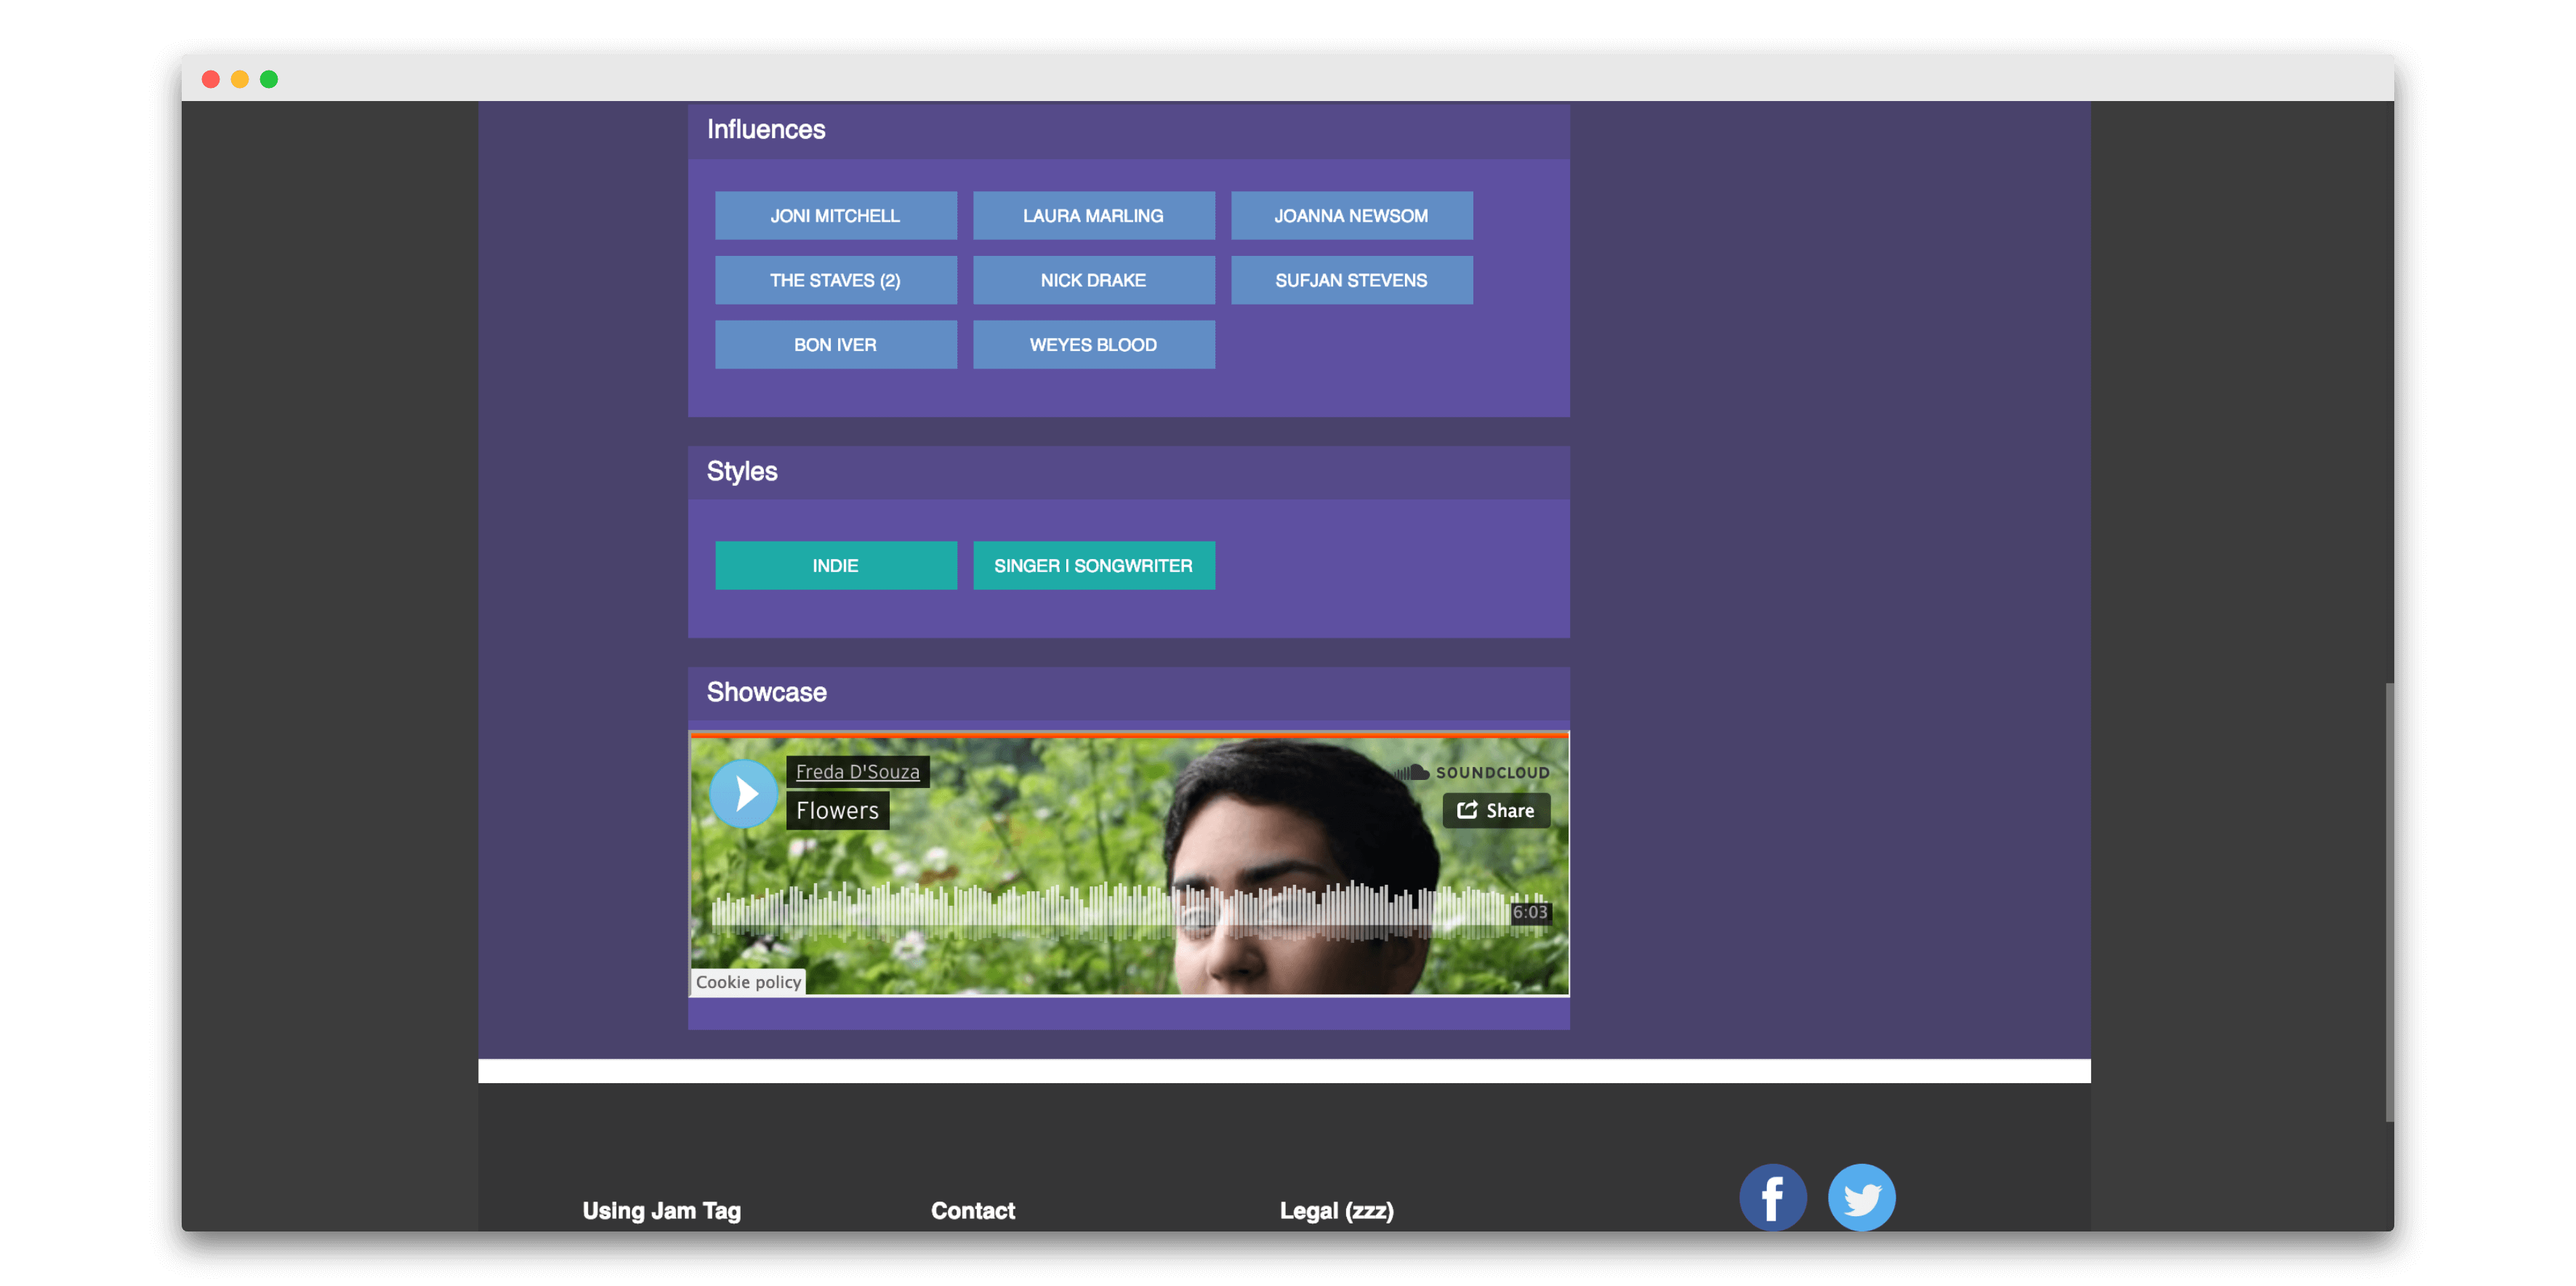 Influences
JONI MITCHELL LAURA MARLING JOANNA NEWSOM
THE STAVES (2) NICK DRAKE SUFJAN STEVENS
BON IVER WEYES BLOOD
Styles
INDIE SINGER | SONGWRITER
Showcase
Freda D'Souza SOUNDCLOUD
Flowers Share
6:03
Cookie policy
Using Jam Tag Contact Legal (zzz)